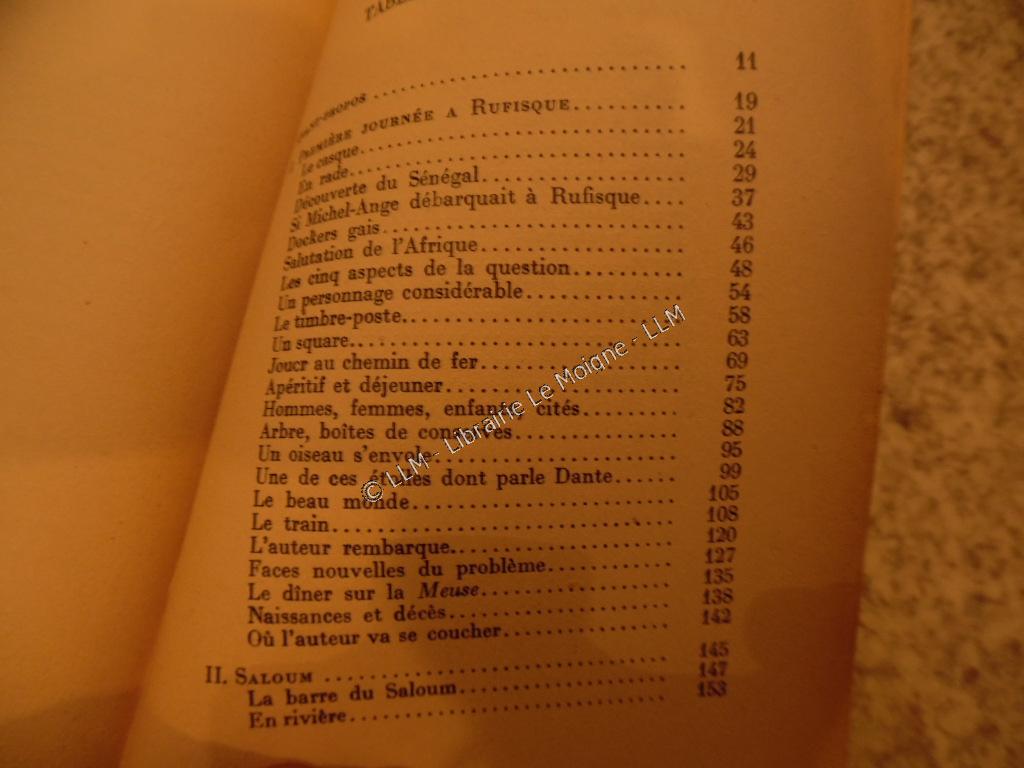 TABLE
ANT-PROPOS .......... 11
I. PREMIÈRE JOURNÉE A RUFISQUE.......... 19
Le casque.......... 21
En rade.......... 24
Découverte du Sénégal.......... 29
Si Michel-Ange débarquait à Rufisque.... 37
Dockers gais.......... 43
Salutation de l'Afrique.......... 46
Les cinq aspects de la question.......... 48
Un personnage considérable.......... 54
Le timbre-poste.......... 58
Un square.......... 63
Jouer au chemin de fer.......... 69
Apéritif et déjeuner.......... 75
Hommes, femmes, enfants, cités.......... 82
Arbre, boîtes de conserves.......... 88
Un oiseau s'envole.......... 95
Une de ces étoiles dont parle Dante...... 99
Le beau monde.......... 105
Le train.......... 108
L'auteur rembarque.......... 120
Faces nouvelles du problème.......... 127
Le dîner sur la Meuse.......... 135
Naissances et décès.......... 138
Où l'auteur va se coucher.......... 142
II. SALOUM .......... 145
La barre du Saloum.......... 147
En rivière.......... 153
© LLM - Librairie Le Moigne - LLM